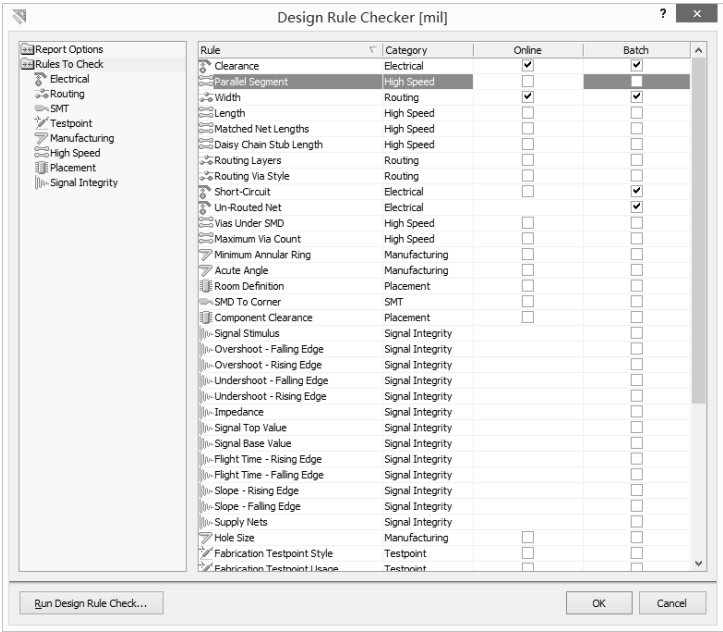 Design Rule Checker [mil]
? ×
Report Options
Rules To Check
Electrical
Routing
SMT
Testpoint
Manufacturing
High Speed
Placement
Signal Integrity
Rule Category Online Batch
Clearance Electrical
Parallel Segment High Speed
Width Routing
Length High Speed
Matched Net Lengths High Speed
Daisy Chain Stub Length High Speed
Routing Layers Routing
Routing Via Style Routing
Short-Circuit Electrical
Un-Routed Net Electrical
Vias Under SMD High Speed
Maximum Via Count High Speed
Minimum Annular Ring Manufacturing
Acute Angle Manufacturing
Room Definition Placement
SMD To Corner SMT
Component Clearance Placement
Signal Stimulus Signal Integrity
Overshoot - Falling Edge Signal Integrity
Overshoot - Rising Edge Signal Integrity
Undershoot - Falling Edge Signal Integrity
Undershoot - Rising Edge Signal Integrity
Impedance Signal Integrity
Signal Top Value Signal Integrity
Signal Base Value Signal Integrity
Flight Time - Rising Edge Signal Integrity
Flight Time - Falling Edge Signal Integrity
Slope - Rising Edge Signal Integrity
Slope - Falling Edge Signal Integrity
Supply Nets Signal Integrity
Hole Size Manufacturing
Fabrication Testpoint Style Testpoint
Fabrication Testpoint Usage Testpoint
Run Design Rule Check... OK Cancel